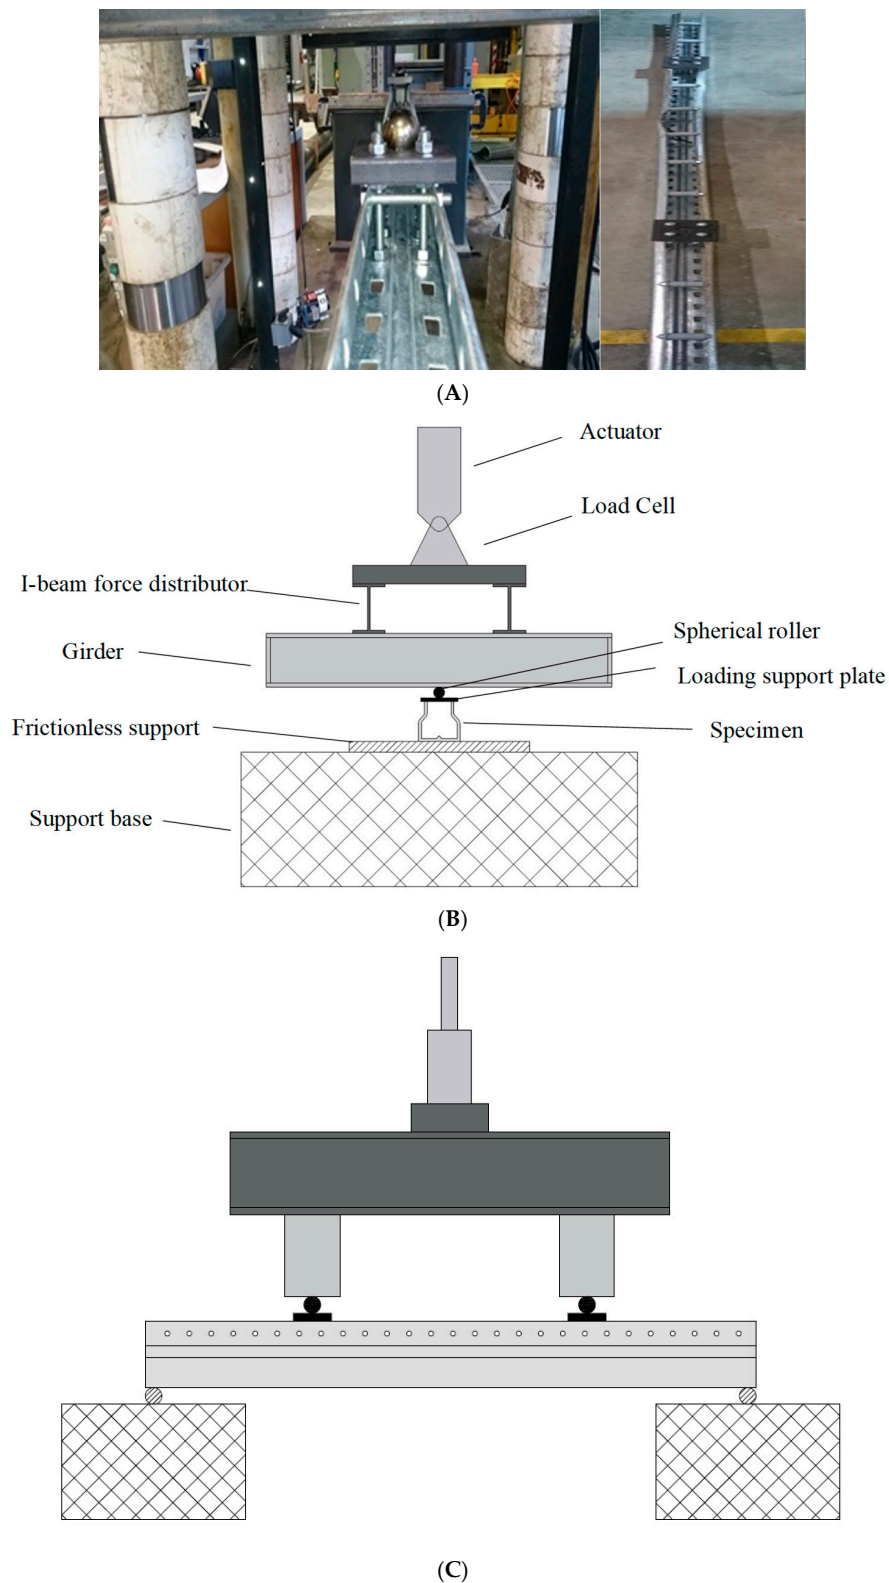 (A)
Actuator
Load Cell
I-beam force distributor
Spherical roller
Girder
Loading support plate
Frictionless support
Specimen
Support base
(B)
(C)